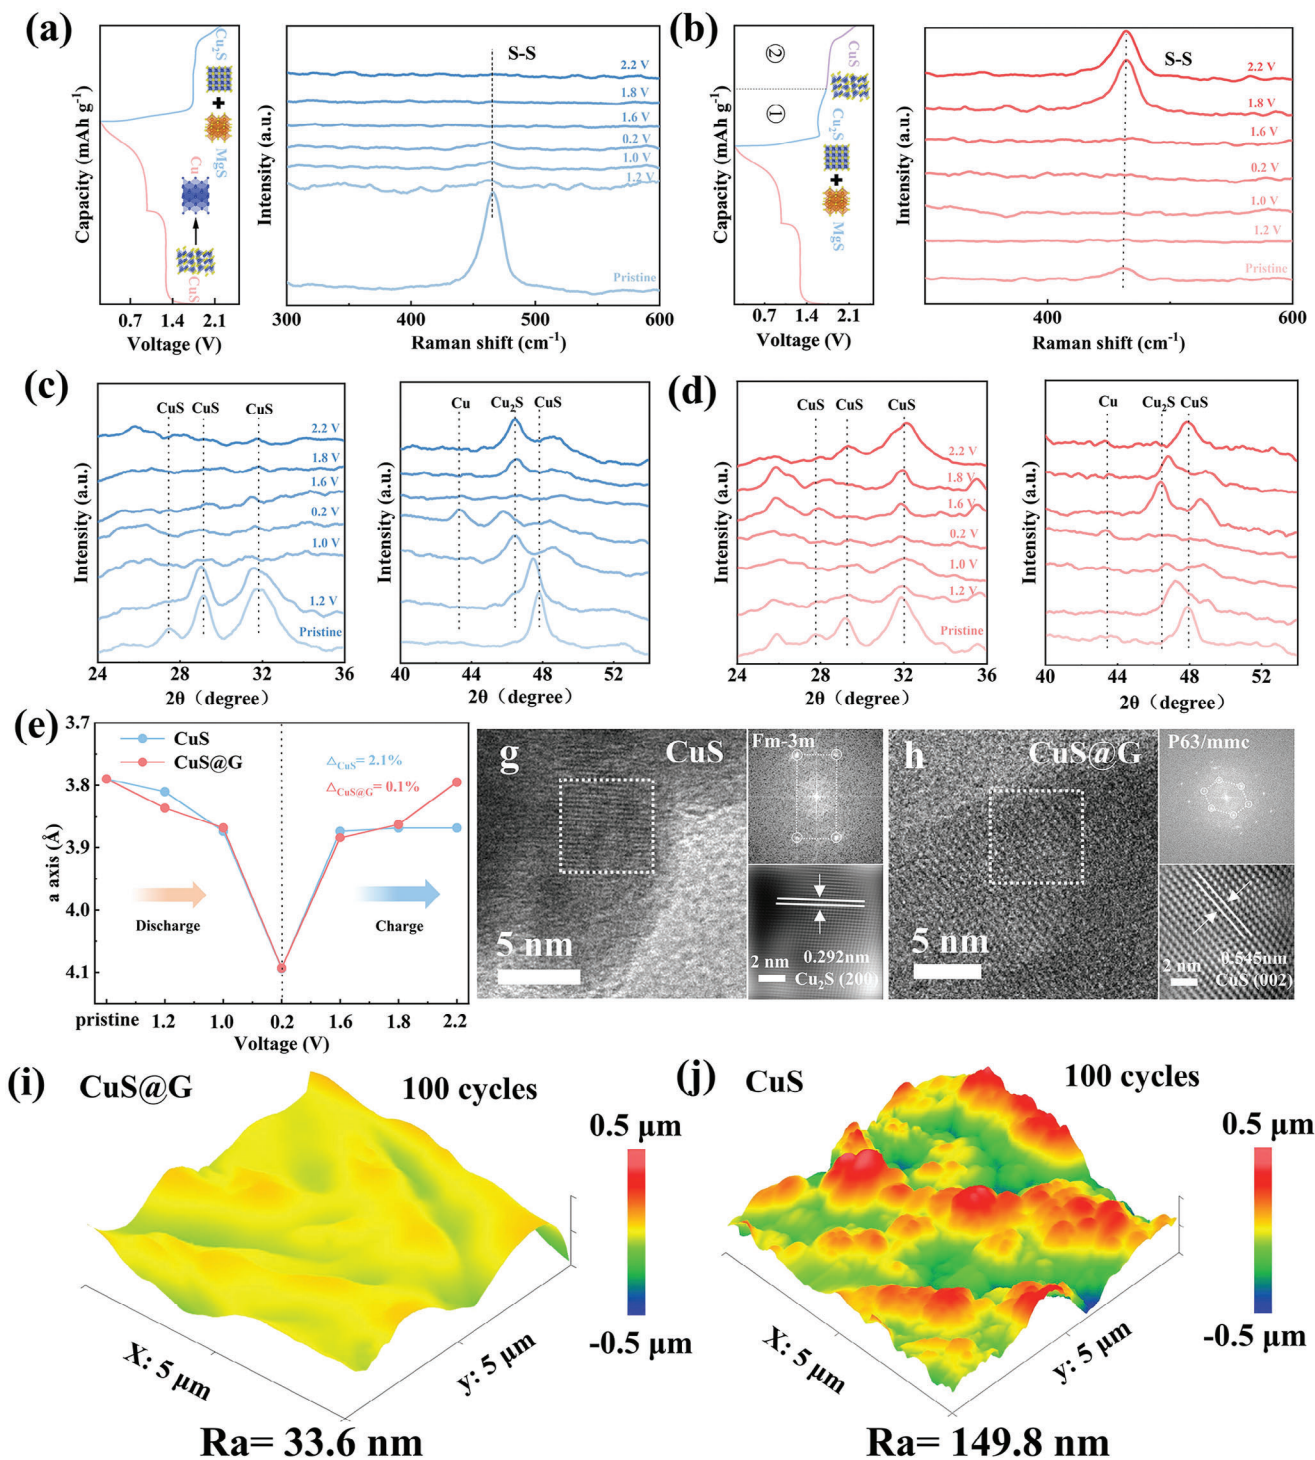 (a)
Capacity (mAh g⁻¹)
Cu₂S
MgS
Cu
CuS
0.7 1.4 2.1
Voltage (V)
Intensity (a.u.)
S-S
2.2 V
1.8 V
1.6 V
0.2 V
1.0 V
1.2 V
Pristine
300 400 500 600
Raman shift (cm⁻¹)
(b)
Capacity (mAh g⁻¹)
②
①
CuS
Cu₂S
MgS
0.7 1.4 2.1
Voltage (V)
Intensity (a.u.)
S-S
2.2 V
1.8 V
1.6 V
0.2 V
1.0 V
1.2 V
Pristine
400 600
Raman shift (cm⁻¹)
(c)
Intensity (a.u.)
CuS CuS CuS
2.2 V
1.8 V
1.6 V
0.2 V
1.0 V
1.2 V
Pristine
24 28 32 36
2θ (degree)
Intensity (a.u.)
Cu Cu₂S CuS
40 44 48
2θ (degree)
(d)
Intensity (a.u.)
CuS CuS CuS
2.2 V
1.8 V
1.6 V
0.2 V
1.0 V
1.2 V
Pristine
24 28 32 36
2θ (degree)
Intensity (a.u.)
Cu Cu₂S CuS
40 44 48 52
2θ (degree)
(e)
a axis (Å)
3.7
3.8
3.9
4.0
4.1
CuS
CuS@G
△CuS= 2.1%
△CuS@G= 0.1%
Discharge
Charge
pristine 1.2 1.0 0.2 1.6 1.8 2.2
Voltage (V)
g CuS
5 nm
Fm-3m
0.292nm
2 nm
Cu₂S (200)
h CuS@G
5 nm
P63/mmc
0.545nm
2 nm
CuS (002)
(i) CuS@G 100 cycles
0.5 μm
-0.5 μm
X: 5 μm
y: 5 μm
Ra= 33.6 nm
(j) CuS 100 cycles
0.5 μm
-0.5 μm
X: 5 μm
y: 5 μm
Ra= 149.8 nm